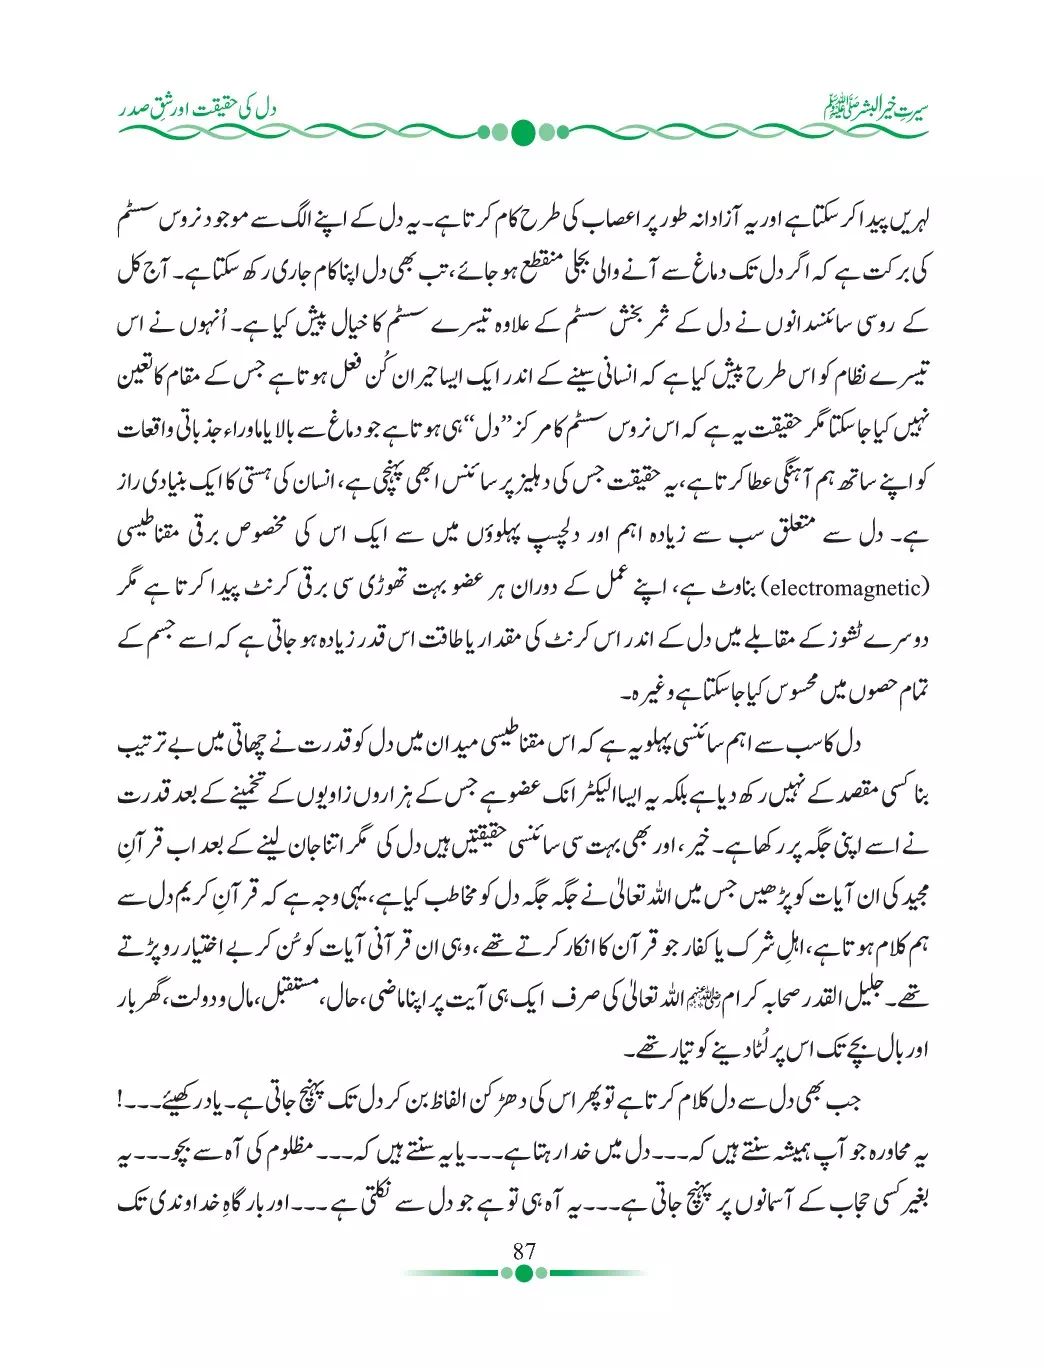 سیرتِ خیر البشر ﷺ
دل کی حقیقت اور شقِ صدر
لہریں پیدا کر سکتا ہے اور یہ آزادانہ طور پر اعصاب کی طرح کام کرتا ہے۔ یہ دل کے اپنے الگ سے موجود نروس سسٹم
کی برکت ہے کہ اگر دل تک دماغ سے آنے والی بجلی منقطع ہو جائے، تب بھی دل اپنا کام جاری رکھ سکتا ہے۔ آج کل
کے روسی سائنسدانوں نے دل کے ثمر بخش سسٹم کے علاوہ تیسرے سسٹم کا خیال پیش کیا ہے۔ اُنہوں نے اس
تیسرے نظام کو اس طرح پیش کیا ہے کہ انسانی سینے کے اندر ایک ایسا حیران کُن فعل ہوتا ہے جس کے مقام کا تعین
نہیں کیا جا سکتا مگر حقیقت یہ ہے کہ اس نروس سسٹم کا مرکز ’’دل‘‘ ہی ہوتا ہے جو دماغ سے بالا یا ماوراء جذباتی واقعات
کو اپنے ساتھ ہم آہنگی عطا کرتا ہے، یہ حقیقت جس کی دہلیز پر سائنس ابھی پہنچی ہے، انسان کی ہستی کا ایک بنیادی راز
ہے۔ دل سے متعلق سب سے زیادہ اہم اور دلچسپ پہلوؤں میں سے ایک اس کی مخصوص برقی مقناطیسی
(electromagnetic) بناوٹ ہے، اپنے عمل کے دوران ہر عضو بہت تھوڑی سی برقی کرنٹ پیدا کرتا ہے مگر
دوسرے ٹشوز کے مقابلے میں دل کے اندر اس کرنٹ کی مقدار یا طاقت اس قدر زیادہ ہو جاتی ہے کہ اسے جسم کے
تمام حصوں میں محسوس کیا جا سکتا ہے وغیرہ۔
دل کا سب سے اہم سائنسی پہلو یہ ہے کہ اس مقناطیسی میدان میں دل کو قدرت نے چھاتی میں بے ترتیب
بنا کسی مقصد کے نہیں رکھ دیا ہے بلکہ یہ ایسا الیکٹرانک عضو ہے جس کے ہزاروں زاویوں کے تخمینے کے بعد قدرت
نے اسے اپنی جگہ پر رکھا ہے۔ خیر، اور بھی بہت سی سائنسی حقیقتیں ہیں دل کی مگر اتنا جان لینے کے بعد اب قرآنِ
مجید کی ان آیات کو پڑھیں جس میں اللہ تعالیٰ نے جگہ جگہ دل کو مخاطب کیا ہے، یہی وجہ ہے کہ قرآنِ کریم دل سے
ہم کلام ہوتا ہے، اہلِ شرک یا کفار جو قرآن کا انکار کرتے تھے، وہی ان قرآنی آیات کو سُن کر بے اختیار رو پڑتے
تھے۔ جلیل القدر صحابہ کرام رضی اللہ عنہم اللہ تعالیٰ کی صرف ایک ہی آیت پر اپنا ماضی، حال، مستقبل، مال و دولت، گھر بار
اور بال بچے تک اس پر لُٹا دینے کو تیار تھے۔
جب بھی دل سے دل کلام کرتا ہے تو پھر اس کی دھڑکن الفاظ بن کر دل تک پہنچ جاتی ہے۔ یاد رکھیئے۔۔۔!
یہ محاورہ جو آپ ہمیشہ سنتے ہیں کہ۔۔۔ دل میں خدا رہتا ہے۔۔۔ یا یہ سنتے ہیں کہ۔۔۔ مظلوم کی آہ سے بچو۔۔۔ یہ
بغیر کسی حجاب کے آسمانوں پر پہنچ جاتی ہے۔۔۔ یہ آہ ہی تو ہے جو دل سے نکلتی ہے ۔۔۔ اور بارگاہِ خداوندی تک
87